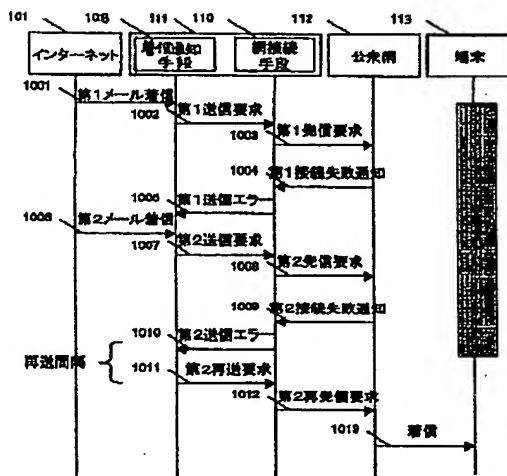 101
108
111
110
112
113
インターネット
着信通知
手段
網接続
手段
公衆網
端末
1001
第1メール着信
1002
第1送信要求
1003
第1発信要求
1004
第1接続失敗通知
1005
第1送信エラー
1006
第2メール着信
1007
第2送信要求
1008
第2発信要求
1009
第2接続失敗通知
1010
第2送信エラー
再送間隔
1011
第2再送要求
1012
第2再発信要求
1013
着信